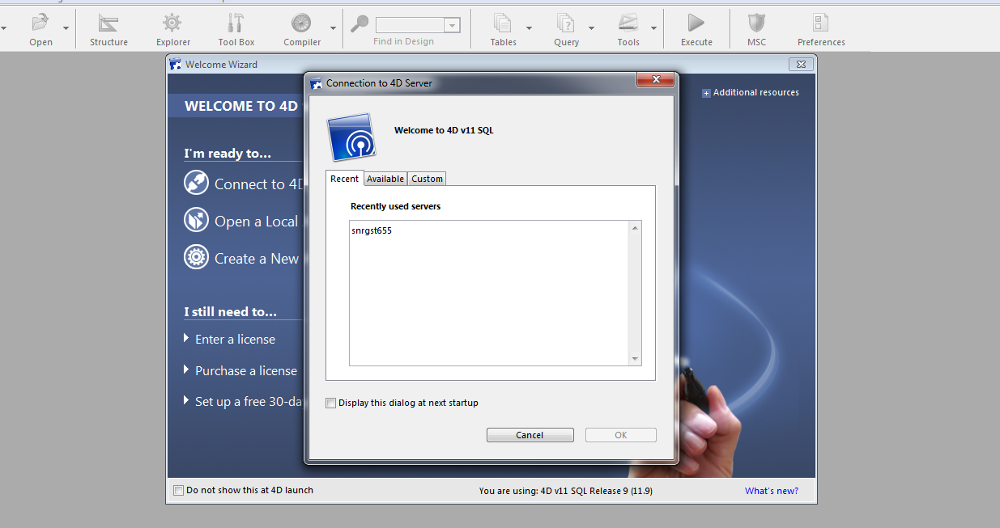 Open
Structure
Explorer
Tool Box
Compiler
Find in Design
Tables
Query
Tools
Execute
MSC
Preferences
Welcome Wizard
WELCOME TO 4D
Additional resources
I'm ready to...
Connect to 4D
Open a Local
Create a New
I still need to...
Enter a license
Purchase a license
Set up a free 30-da
Connection to 4D Server
Welcome to 4D v11 SQL
Recent
Available
Custom
Recently used servers
snrgst655
Display this dialog at next startup
Cancel
OK
Do not show this at 4D launch
You are using: 4D v11 SQL Release 9 (11.9)
What's new?